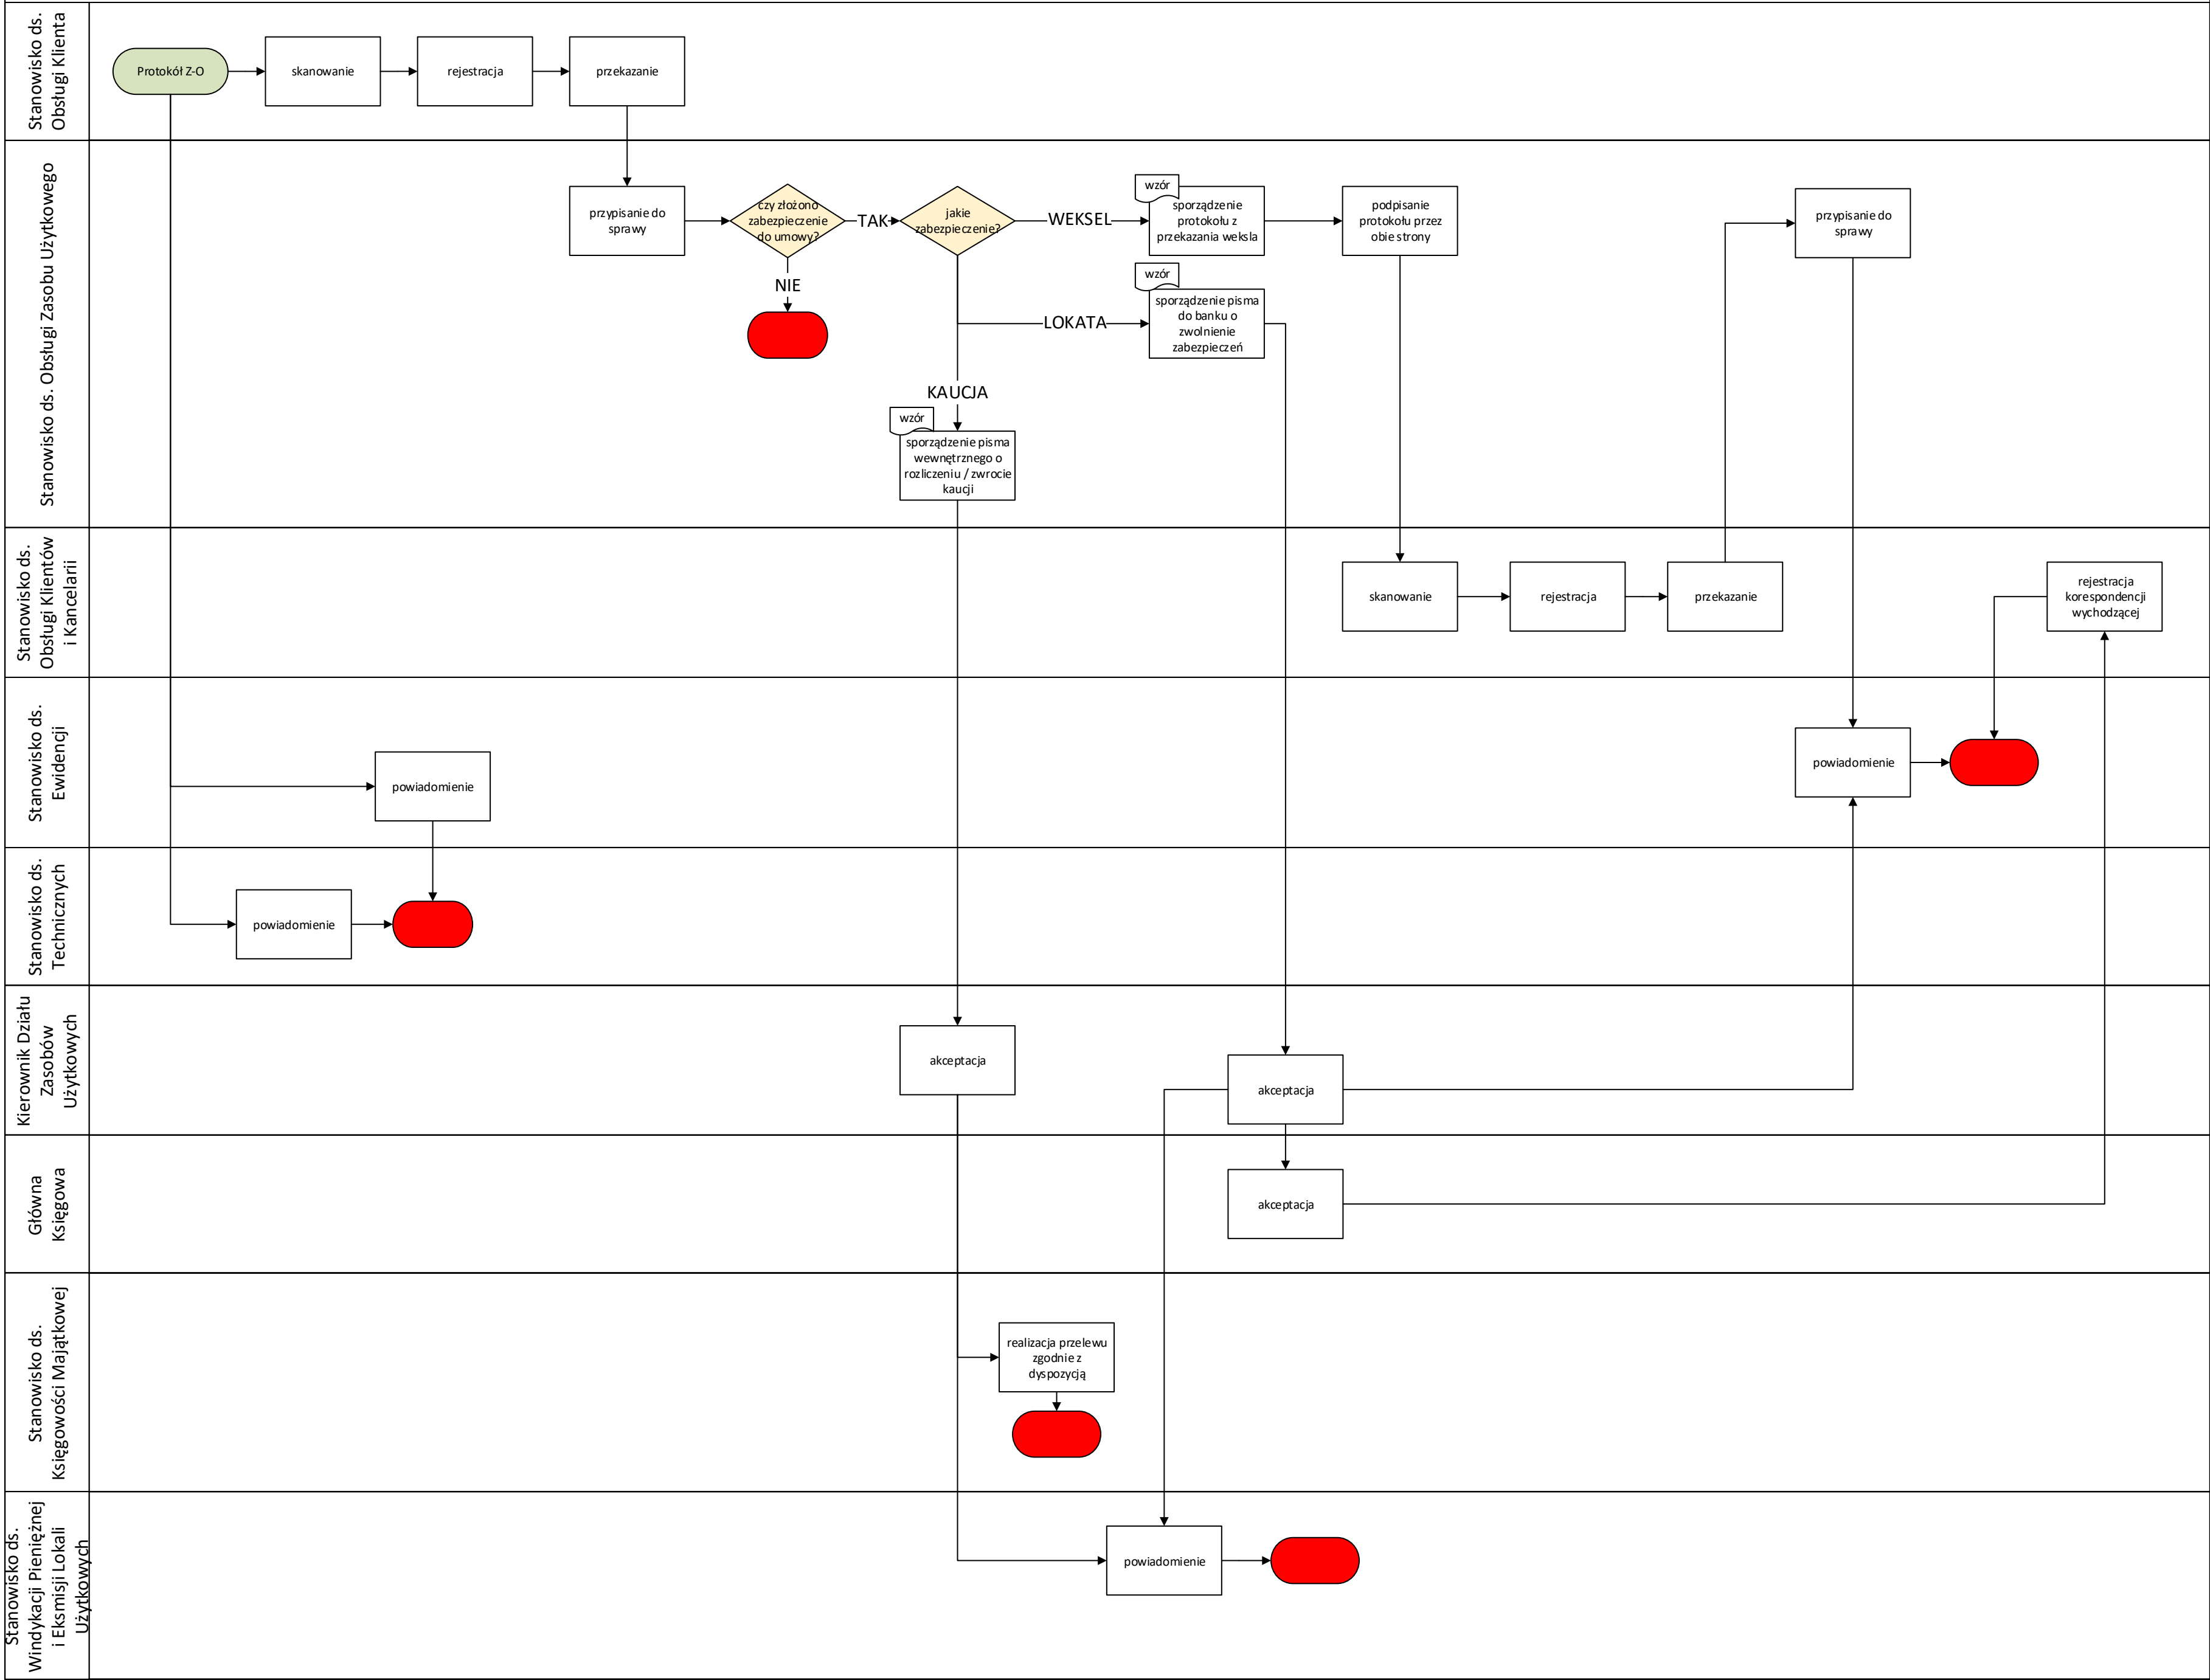 Stanowisko ds.
Obsługi Klienta
Protokół Z-O
skanowanie
rejestracja
przekazanie
Stanowisko ds. Obsługi Zasobu Użytkowego
przypisanie do
sprawy
czy złożono
zabezpieczenie
do umowy?
TAK
NIE
jakie
zabezpieczenie?
WEKSEL
LOKATA
KAUCJA
wzór
sporządzenie
protokołu z
przekazania weksla
podpisanie
protokołu przez
obie strony
przypisanie do
sprawy
wzór
sporządzenie pisma
do banku o
zwolnienie
zabezpieczeń
wzór
sporządzenie pisma
wewnętrznego o
rozliczeniu / zwrocie
kaucji
Stanowisko ds.
Obsługi Klientów
i Kancelarii
skanowanie
rejestracja
przekazanie
rejestracja
korespondencji
wychodzącej
Stanowisko ds.
Ewidencji
powiadomienie
powiadomienie
Stanowisko ds.
Technicznych
powiadomienie
Kierownik Działu
Zasobów
Użytkowych
akceptacja
akceptacja
Główna
Księgowa
akceptacja
Stanowisko ds.
Księgowości Majątkowej
realizacja przelewu
zgodnie z
dyspozycją
Stanowisko ds.
Windykacji Pieniężnej
i Eksmisji Lokali
Użytkowych
powiadomienie